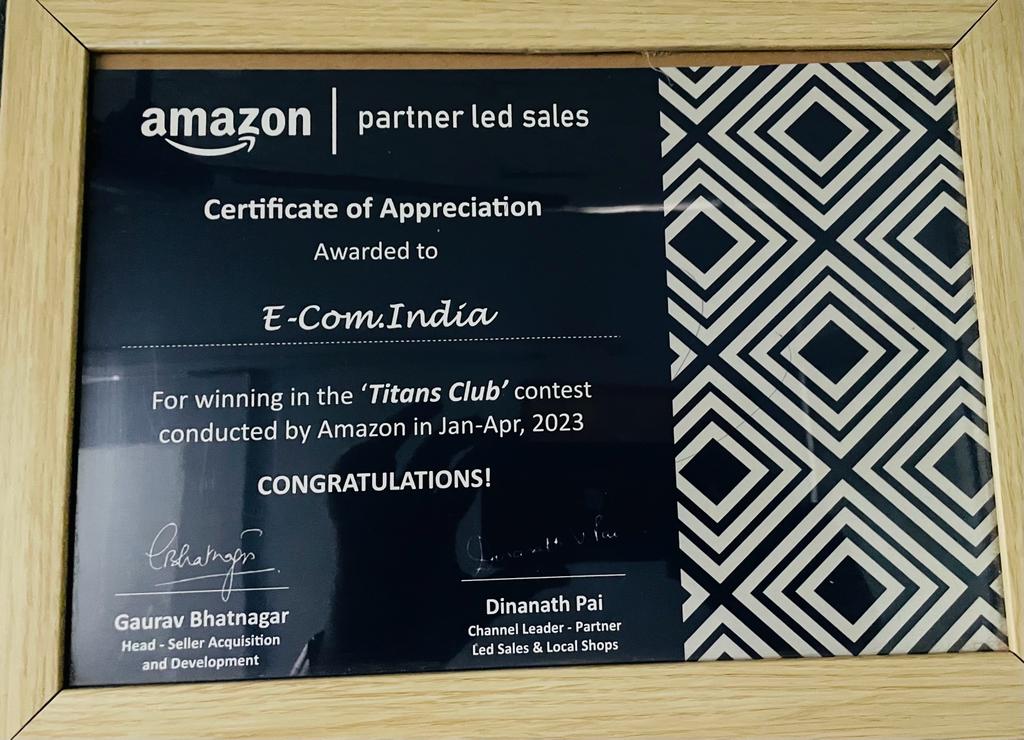 amazon | partner led sales
Certificate of Appreciation
Awarded to
E-Com.India
For winning in the ‘Titans Club’ contest
conducted by Amazon in Jan-Apr, 2023
CONGRATULATIONS!
Gaurav Bhatnagar
Head - Seller Acquisition
and Development
Dinanath Pai
Channel Leader - Partner
Led Sales & Local Shops